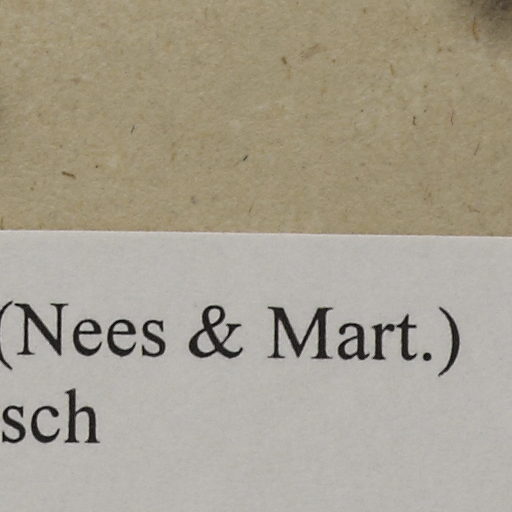 (Nees & Mart.)
sch